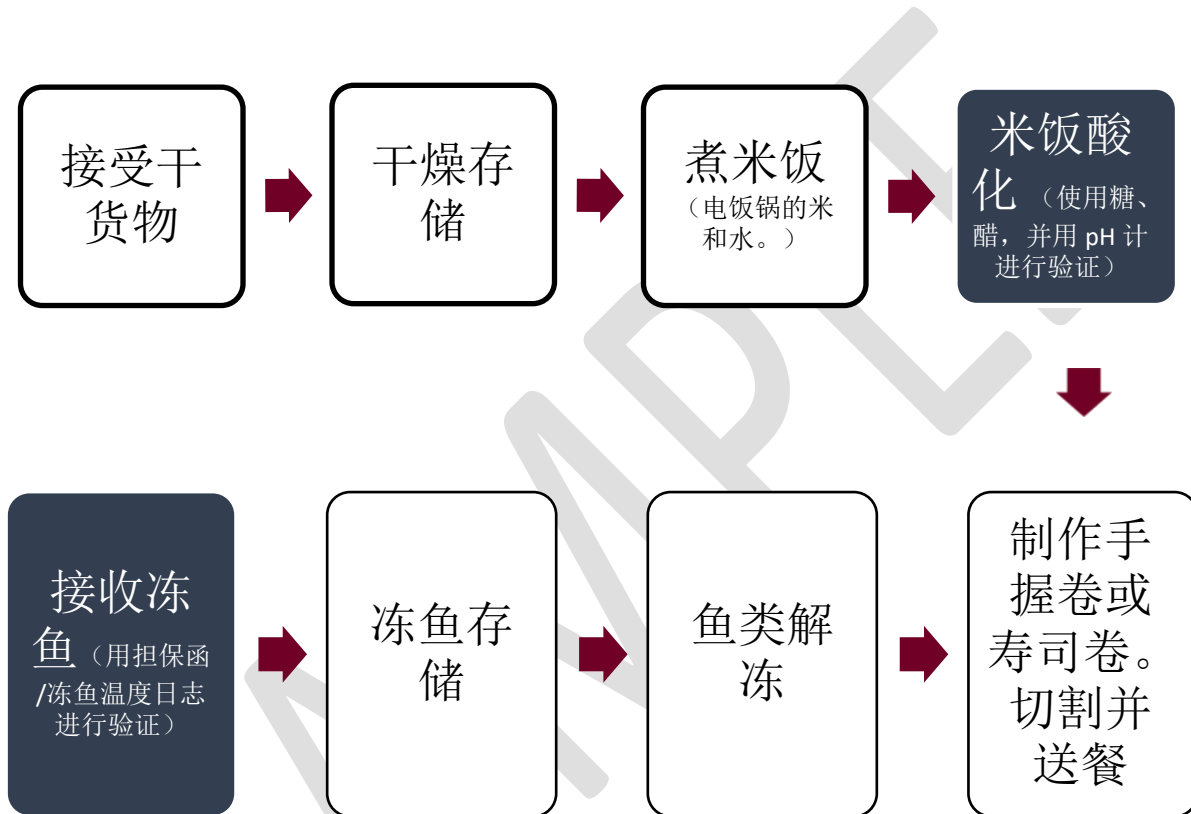 接受干
货物
干燥存
储
煮米饭
（电饭锅的米
和水。）
米饭酸
化（使用糖、
醋，并用 pH 计
进行验证）
接收冻
鱼（用担保函
/冻鱼温度日志
进行验证）
冻鱼存
储
鱼类解
冻
制作手
握卷或
寿司卷。
切割并
送餐
SAMPLE